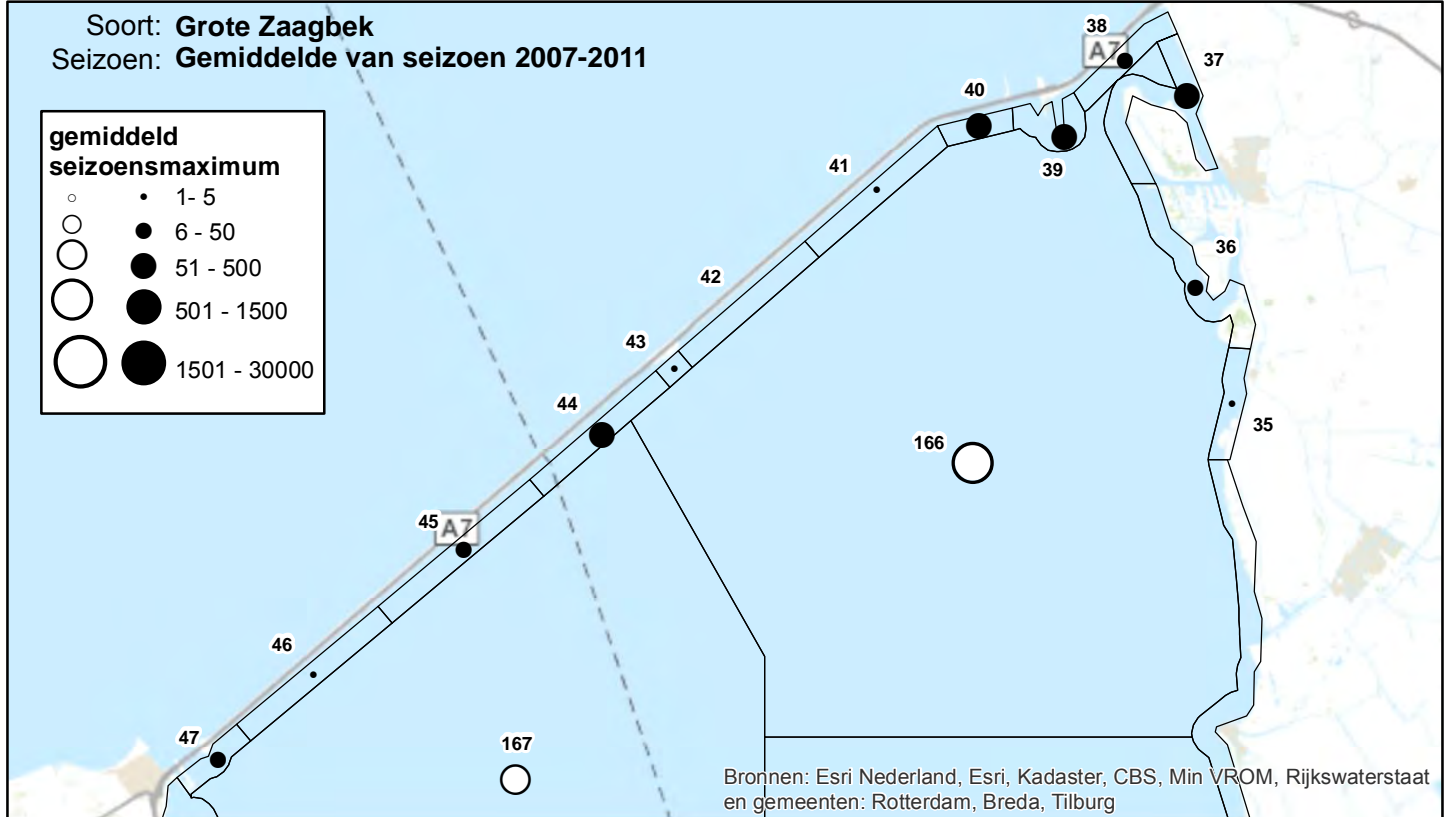 Soort: Grote Zaagbek
Seizoen: Gemiddelde van seizoen 2007-2011
gemiddeld
seizoensmaximum
1- 5
6 - 50
51 - 500
501 - 1500
1501 - 30000
38
A7
37
40
39
41
36
42
43
44
35
166
45
A7
46
47
167
Bronnen: Esri Nederland, Esri, Kadaster, CBS, Min VROM, Rijkswaterstaat
en gemeenten: Rotterdam, Breda, Tilburg